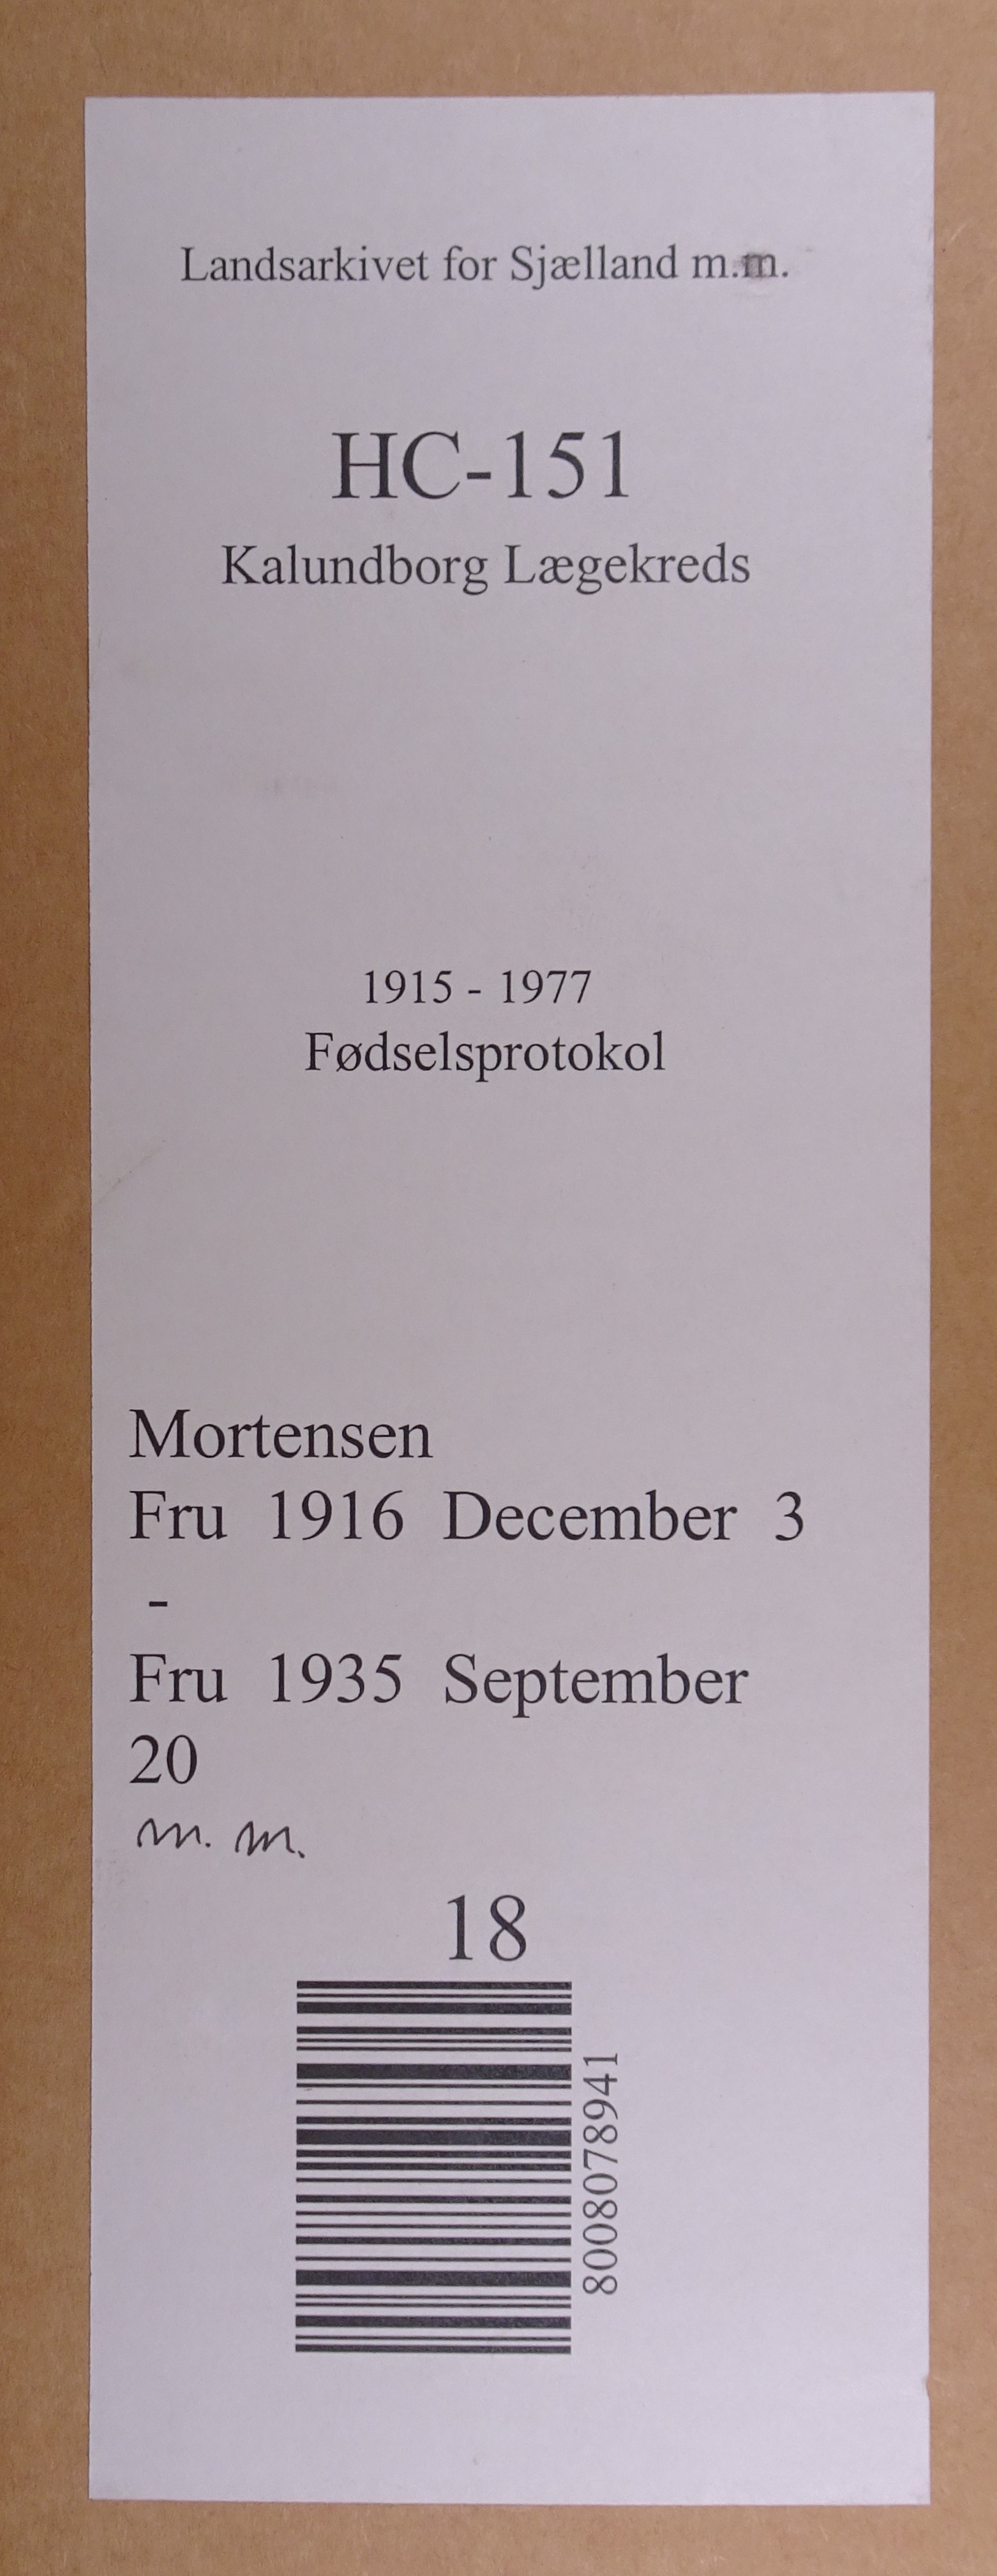 Landsarkivet for Sjælland m.m.
HC-151
Kalundborg Lægekreds
1915 - 1977
Fødselsprotokol
Mortensen
Fru 1916 December 3
-
Fru 1935 September
20
m. m.
18
8008078941